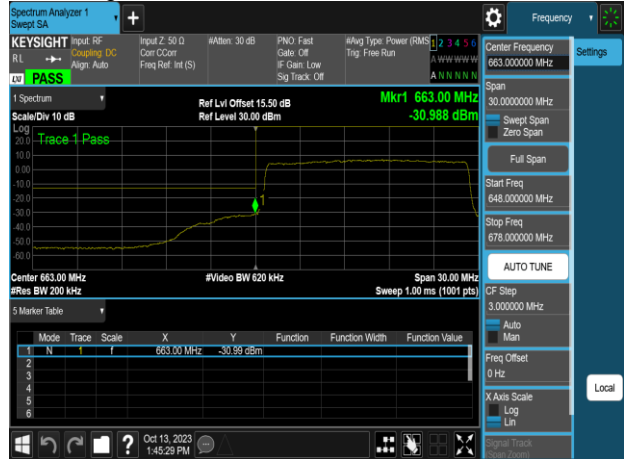 Spectrum Analyzer 1
Swept SA
+
Frequency
KEYSIGHT
Input: RF
Coupling: DC
Align: Auto
Input Z: 50 Ω
Corr CCorr
Freq Ref: Int (S)
#Atten: 30 dB
PNO: Fast
Gate: Off
IF Gain: Low
Sig Track: Off
#Avg Type: Power (RMS
Trig: Free Run
1 2 3 4 5 6
A W W W W W
A N N N N N
R L
LXI
PASS
1 Spectrum
Scale/Div 10 dB
Ref Lvl Offset 15.50 dB
Ref Level 30.00 dBm
Mkr1 663.00 MHz
-30.988 dBm
Log
Trace 1 Pass
20.0
10.0
0.00
-10.0
-20.0
-30.0
-40.0
-50.0
-60.0
1
Center 663.00 MHz
#Video BW 620 kHz
Span 30.00 MHz
#Res BW 200 kHz
Sweep 1.00 ms (1001 pts)
5 Marker Table
Mode Trace Scale X Y Function Function Width Function Value
1 N 1 f 663.00 MHz -30.99 dBm
2
3
4
5
6
Oct 13, 2023
1:45:29 PM
?
Center Frequency
663.000000 MHz
Settings
Span
30.0000000 MHz
Swept Span
Zero Span
Full Span
Start Freq
648.000000 MHz
Stop Freq
678.000000 MHz
AUTO TUNE
CF Step
3.000000 MHz
Auto
Man
Freq Offset
0 Hz
X Axis Scale
Log
Lin
Signal Track
(Span Zoom)
Local